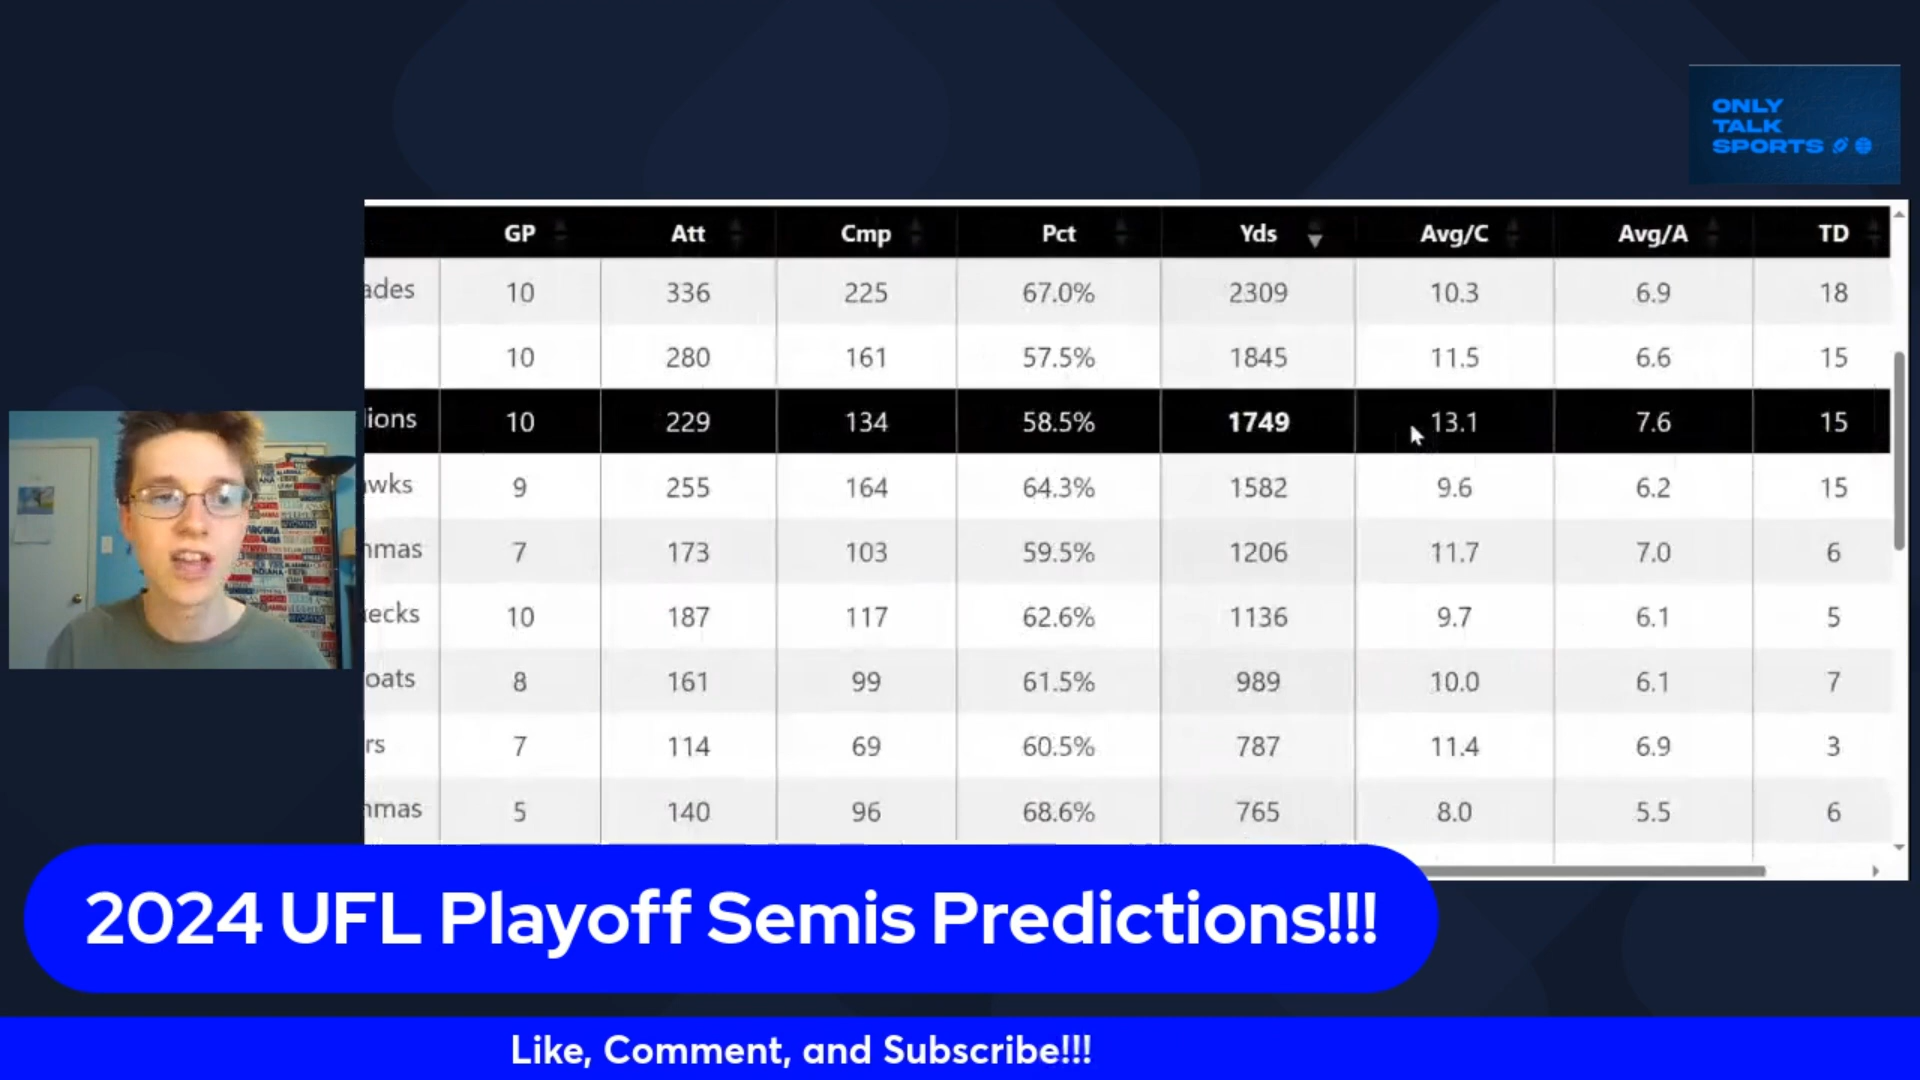 ONLY
TALK
SPORTS
GP Att Cmp Pct Yds Avg/C Avg/A TD
ades 10 336 225 67.0% 2309 10.3 6.9 18
10 280 161 57.5% 1845 11.5 6.6 15
lions 10 229 134 58.5% 1749 13.1 7.6 15
wks 9 255 164 64.3% 1582 9.6 6.2 15
mas 7 173 103 59.5% 1206 11.7 7.0 6
ecks 10 187 117 62.6% 1136 9.7 6.1 5
oats 8 161 99 61.5% 989 10.0 6.1 7
rs 7 114 69 60.5% 787 11.4 6.9 3
mas 5 140 96 68.6% 765 8.0 5.5 6
2024 UFL Playoff Semis Predictions!!!
Like, Comment, and Subscribe!!!